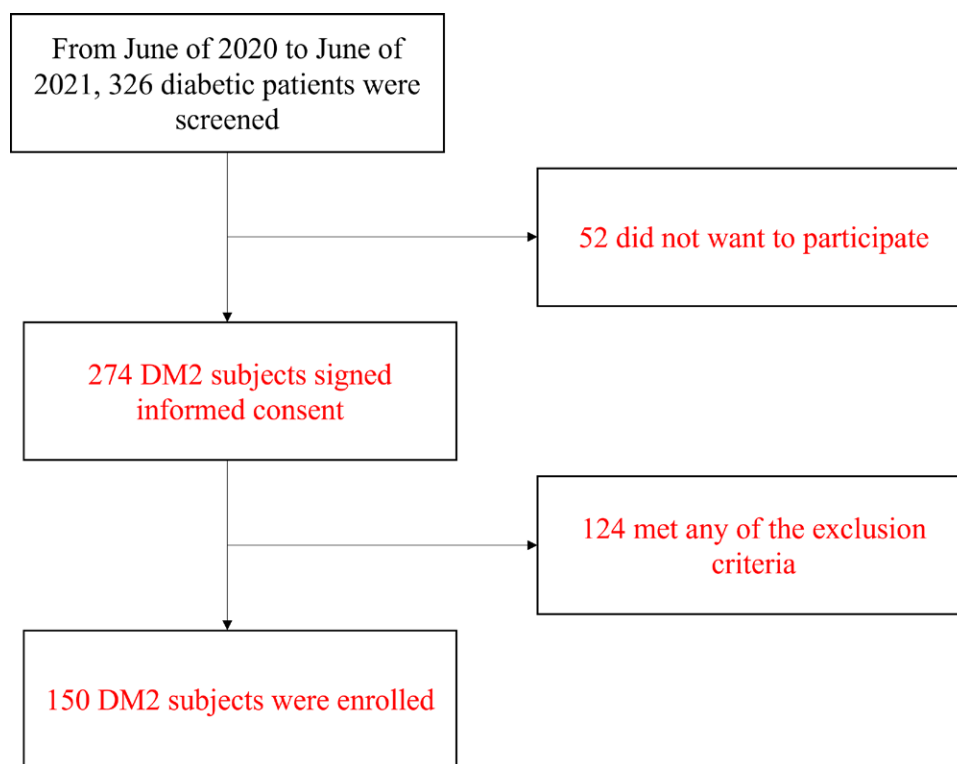 From June of 2020 to June of
2021, 326 diabetic patients were
screened
52 did not want to participate
274 DM2 subjects signed
informed consent
124 met any of the exclusion
criteria
150 DM2 subjects were enrolled